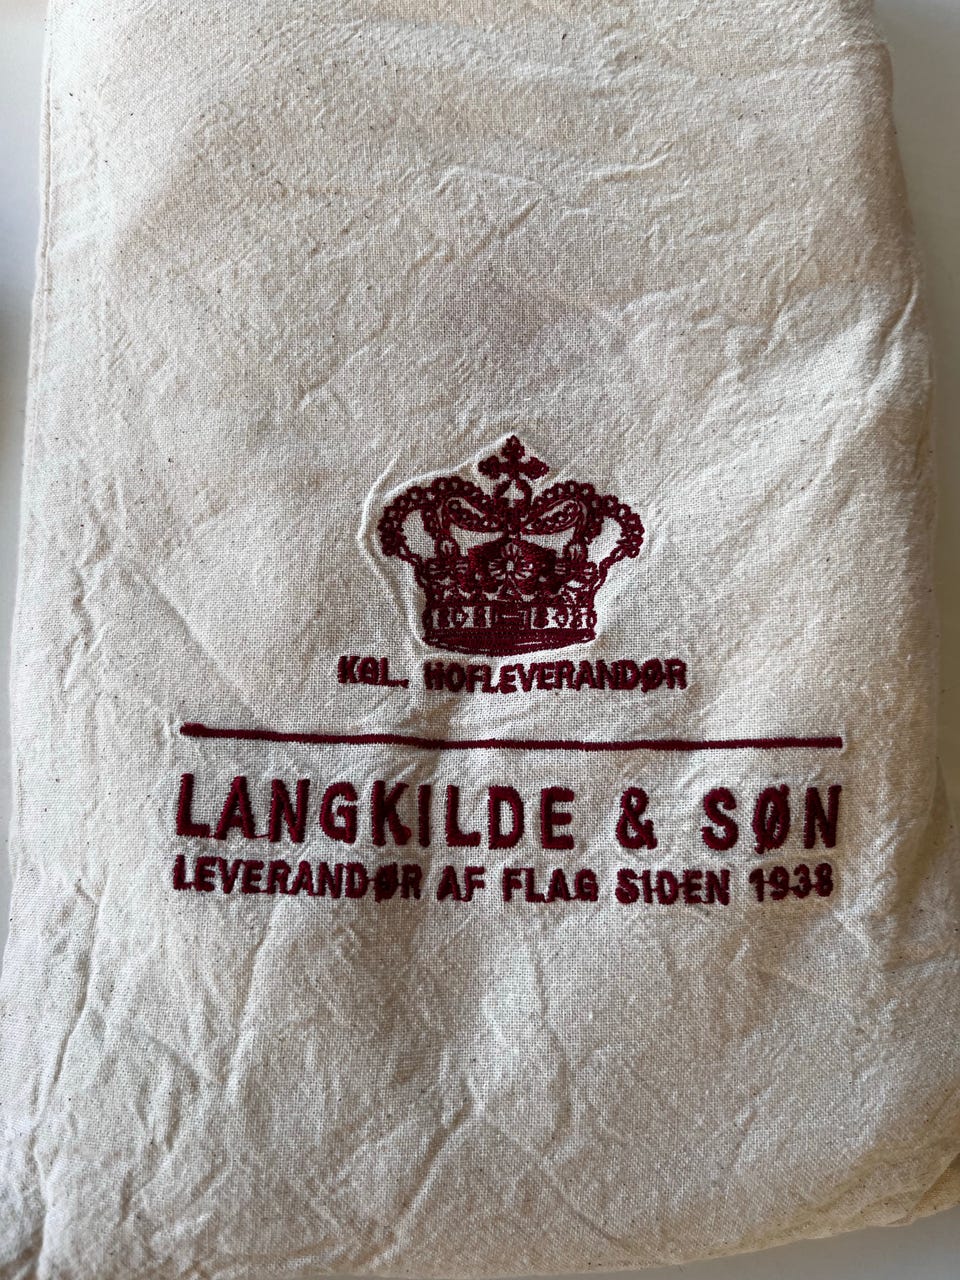 KGL. HOFLEVERANDØR
LANGKILDE & SØN
LEVERANDØR AF FLAG SIDEN 1938